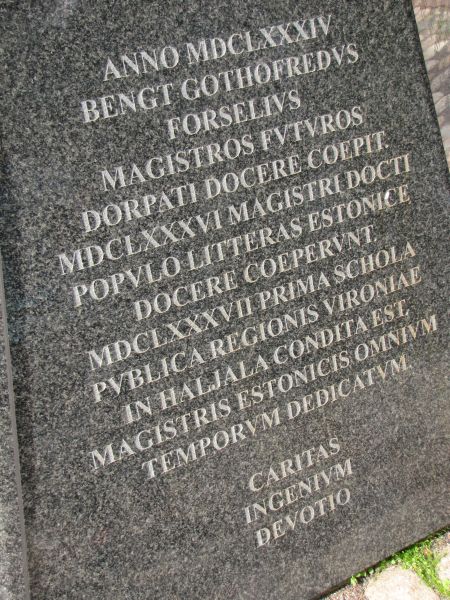 ANNO MDCLXXXIV
BENGT GOTHOFREDVS
FORSELIVS
MAGISTROS FVTVROS
DORPATI DOCERE COEPIT.
MDCLXXXVI MAGISTRI DOCTI
POPVLO LITTERAS ESTONICE
DOCERE COEPERVNT.
MDCLXXXVII PRIMA SCHOLA
PVBLICA REGIONIS VIRONIAE
IN HALJALA CONDITA EST.
MAGISTRIS ESTONICIS OMNIVM
TEMPORVM DEDICATVM.
CARITAS
INGENIVM
DEVOTIO